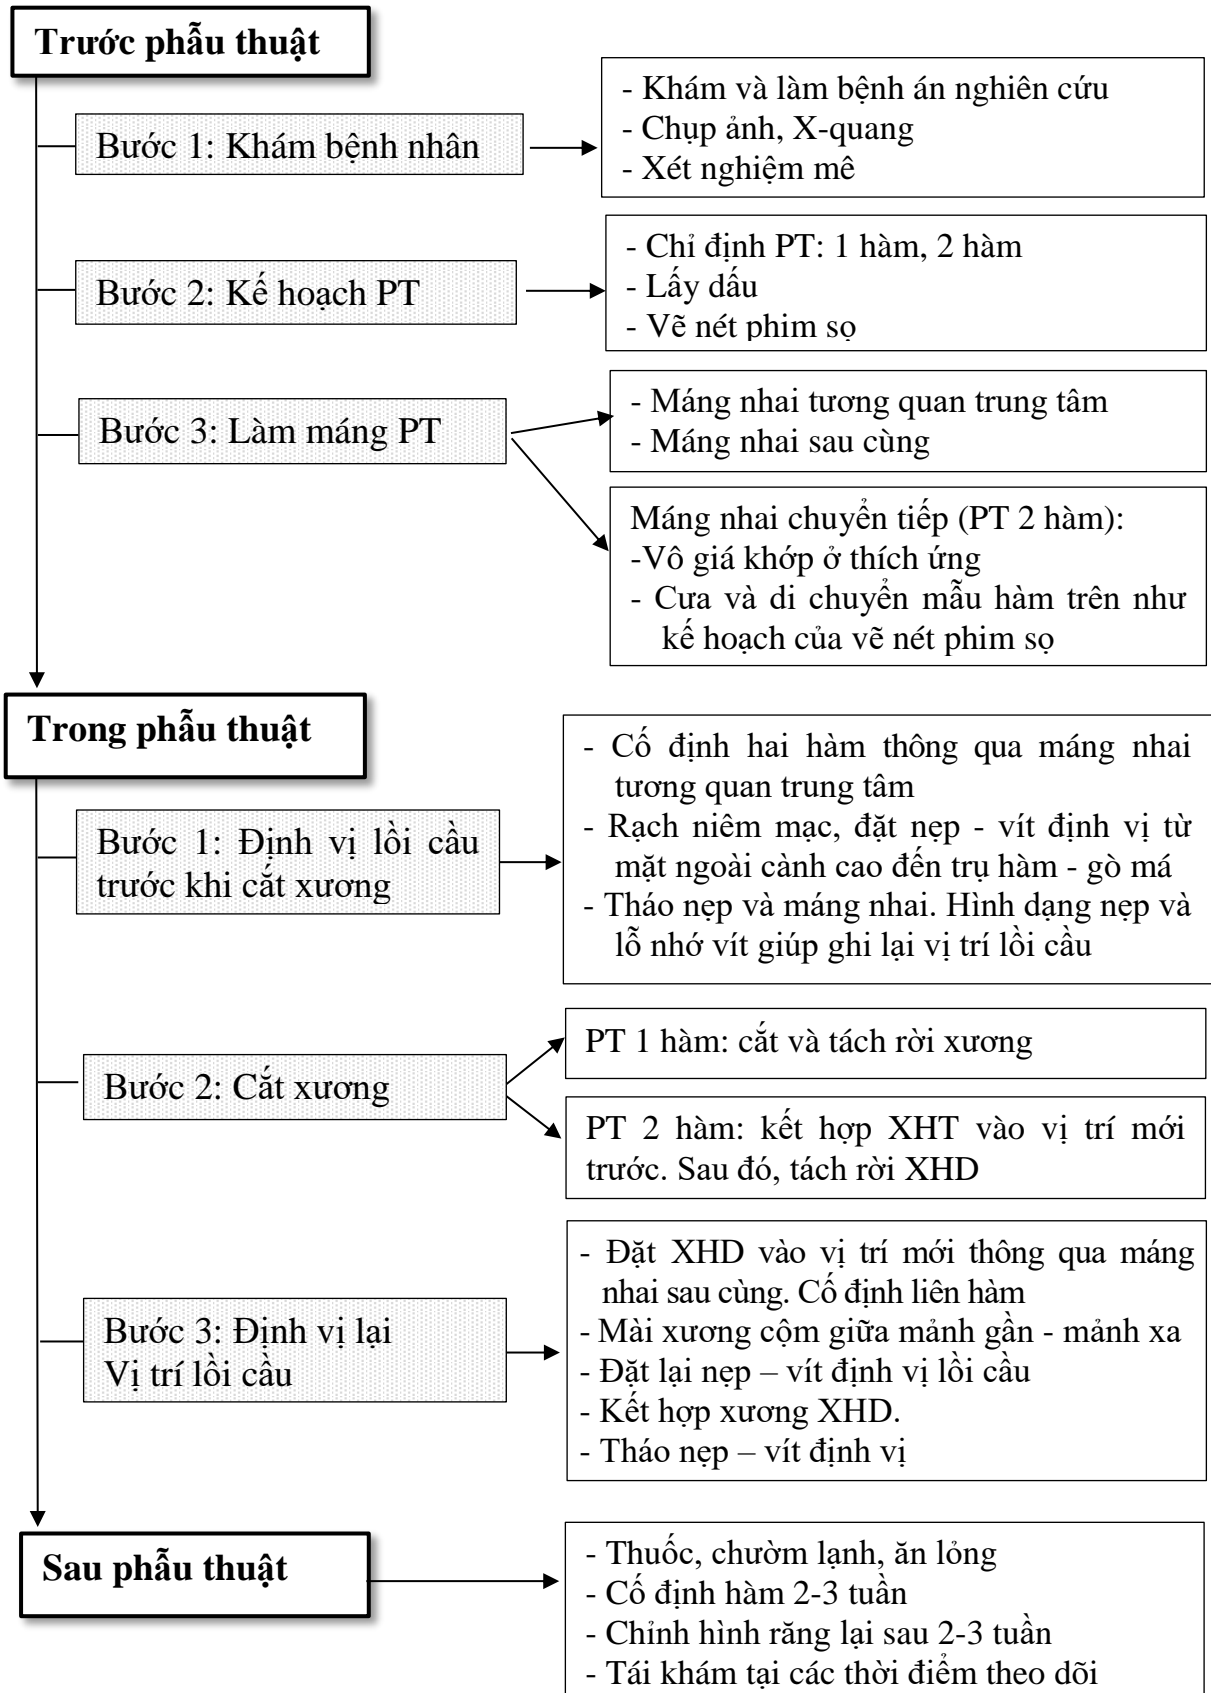 Trước phẫu thuật
Bước 1: Khám bệnh nhân
- Khám và làm bệnh án nghiên cứu
- Chụp ảnh, X-quang
- Xét nghiệm mê
Bước 2: Kế hoạch PT
- Chỉ định PT: 1 hàm, 2 hàm
- Lấy dấu
- Vẽ nét phim sọ
Bước 3: Làm máng PT
- Máng nhai tương quan trung tâm
- Máng nhai sau cùng
Máng nhai chuyển tiếp (PT 2 hàm):
-Vô giá khớp ở thích ứng
- Cưa và di chuyển mẫu hàm trên như
kế hoạch của vẽ nét phim sọ
Trong phẫu thuật
Bước 1: Định vị lồi cầu
trước khi cắt xương
- Cố định hai hàm thông qua máng nhai
tương quan trung tâm
- Rạch niêm mạc, đặt nẹp - vít định vị từ
mặt ngoài cành cao đến trụ hàm - gò má
- Tháo nẹp và máng nhai. Hình dạng nẹp và
lỗ nhớ vít giúp ghi lại vị trí lồi cầu
Bước 2: Cắt xương
PT 1 hàm: cắt và tách rời xương
PT 2 hàm: kết hợp XHT vào vị trí mới
trước. Sau đó, tách rời XHD
Bước 3: Định vị lại
Vị trí lồi cầu
- Đặt XHD vào vị trí mới thông qua máng
nhai sau cùng. Cố định liên hàm
- Mài xương cộm giữa mảnh gần - mảnh xa
- Đặt lại nẹp – vít định vị lồi cầu
- Kết hợp xương XHD.
- Tháo nẹp – vít định vị
Sau phẫu thuật
- Thuốc, chườm lạnh, ăn lỏng
- Cố định hàm 2-3 tuần
- Chỉnh hình răng lại sau 2-3 tuần
- Tái khám tại các thời điểm theo dõi